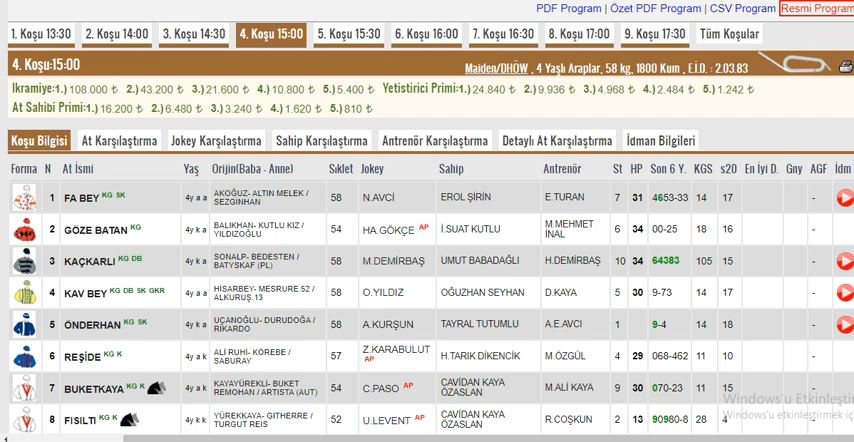 PDF Program | Özet PDF Program | CSV Program | Resmi Program
1. Koşu 13:30 2. Koşu 14:00 3. Koşu 14:30 4. Koşu 15:00 5. Koşu 15:30 6. Koşu 16:00 7. Koşu 16:30 8. Koşu 17:00 9. Koşu 17:30 Tüm Koşular
4. Koşu:15:00 Maiden/DHÖW , 4 Yaşlı Araplar, 58 kg, 1800 Kum , E.İ.D. : 2.03.83
Ikramiye:1.) 108.000 ₺ 2.) 43.200 ₺ 3.) 21.600 ₺ 4.) 10.800 ₺ 5.) 5.400 ₺ Yetistirici Primi:1.) 24.840 ₺ 2.) 9.936 ₺ 3.) 4.968 ₺ 4.) 2.484 ₺ 5.) 1.242 ₺
At Sahibi Primi:1.) 16.200 ₺ 2.) 6.480 ₺ 3.) 3.240 ₺ 4.) 1.620 ₺ 5.) 810 ₺
Koşu Bilgisi At Karşılaştırma Jokey Karşılaştırma Sahip Karşılaştırma Antrenör Karşılaştırma Detaylı At Karşılaştırma İdman Bilgileri
Forma N At İsmi Yaş Orijin(Baba - Anne) Sıklet Jokey Sahip Antrenör St HP Son 6 Y. KGS s20 En İyi D. Gny AGF İdm
1 FA BEY KG SK 4y a a AKOĞUZ- ALTIN MELEK / SEZGINHAN 58 N.AVCİ EROL ŞİRİN E.TURAN 7 31 4653-33 14 17 -
2 GÖZE BATAN KG 4y k a BALIKHAN- KUTLU KIZ / YILDIZOĞLU 54 HA.GÖKÇE AP İ.SUAT KUTLU M.MEHMET İNAL 6 34 00-25 18 16 -
3 KAÇKARLI KG DB 4y k a SONALP- BEDESTEN / BATYSKAF (PL) 58 M.DEMİRBAŞ UMUT BABADAĞLI H.DEMİRBAŞ 10 34 64383 105 15 -
4 KAV BEY KG DB SK GKR 4y a a HİSARBEY- MESRURE.52 / ALKURUŞ.13 58 O.YILDIZ OĞUZHAN SEYHAN D.KAYA 5 30 9-73 14 17 -
5 ÖNDERHAN KG SK 4y k a UÇANOĞLU- DURUDOĞA / RİKARDO 58 A.KURŞUN TAYRAL TUTUMLU A.E.AVCI 1 9-4 14 18 -
6 REŞİDE KG K 4y a k ALİ RUHİ- KÖREBE / SABURAY 57 Z.KARABULUT AP H.TARIK DİKENCİK M.ÖZGÜL 4 29 068-462 11 10 -
7 BUKETKAYA KG K 4y a k KAYAYÜREKLİ- BUKET REMOHAN / ARTISTA (AUT) 54 C.PASO AP CAVİDAN KAYA ÖZASLAN M.ALİ KAYA 9 30 070-23 11 5 -
8 FISILTI KG K 4y k k YÜREKKAYA- GITHERRE / TURGUT REİS 52 U.LEVENT AP CAVİDAN KAYA ÖZASLAN R.COŞKUN 2 13 90980-8 28 4 -
Windows'u Etkinleştir
Windows'u etkinleştirmek iç